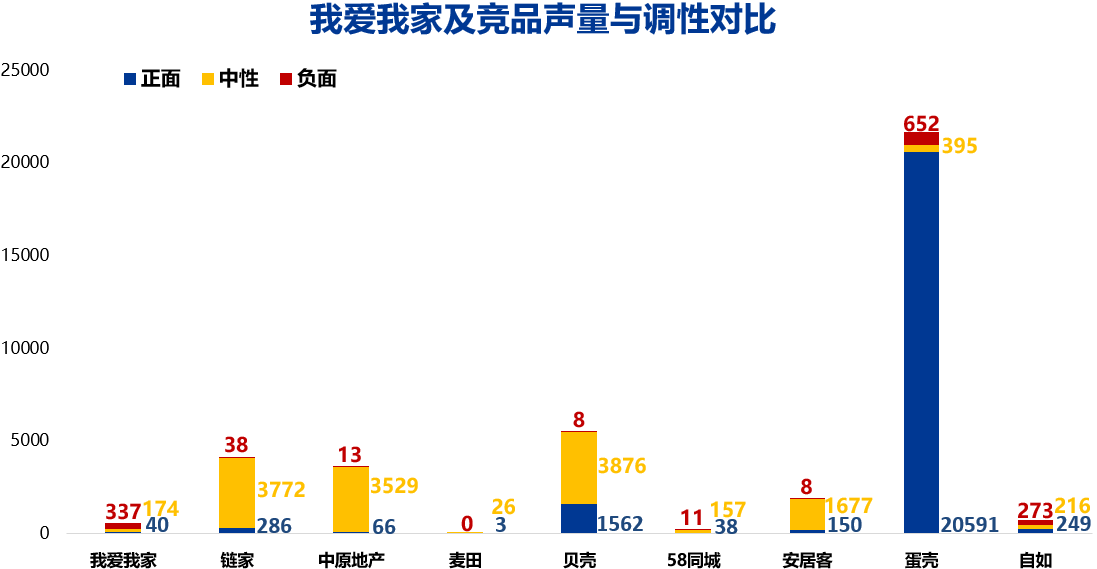 我爱我家及竞品声量与调性对比
正面 中性 负面
25000
20000
15000
10000
5000
0
337 174 40
38 3772 286
13 3529 66
0 26 3
8 3876 1562
11 157 38
8 1677 150
652 395 20591
273 216 249
我爱我家 链家 中原地产 麦田 贝壳 58同城 安居客 蛋壳 自如